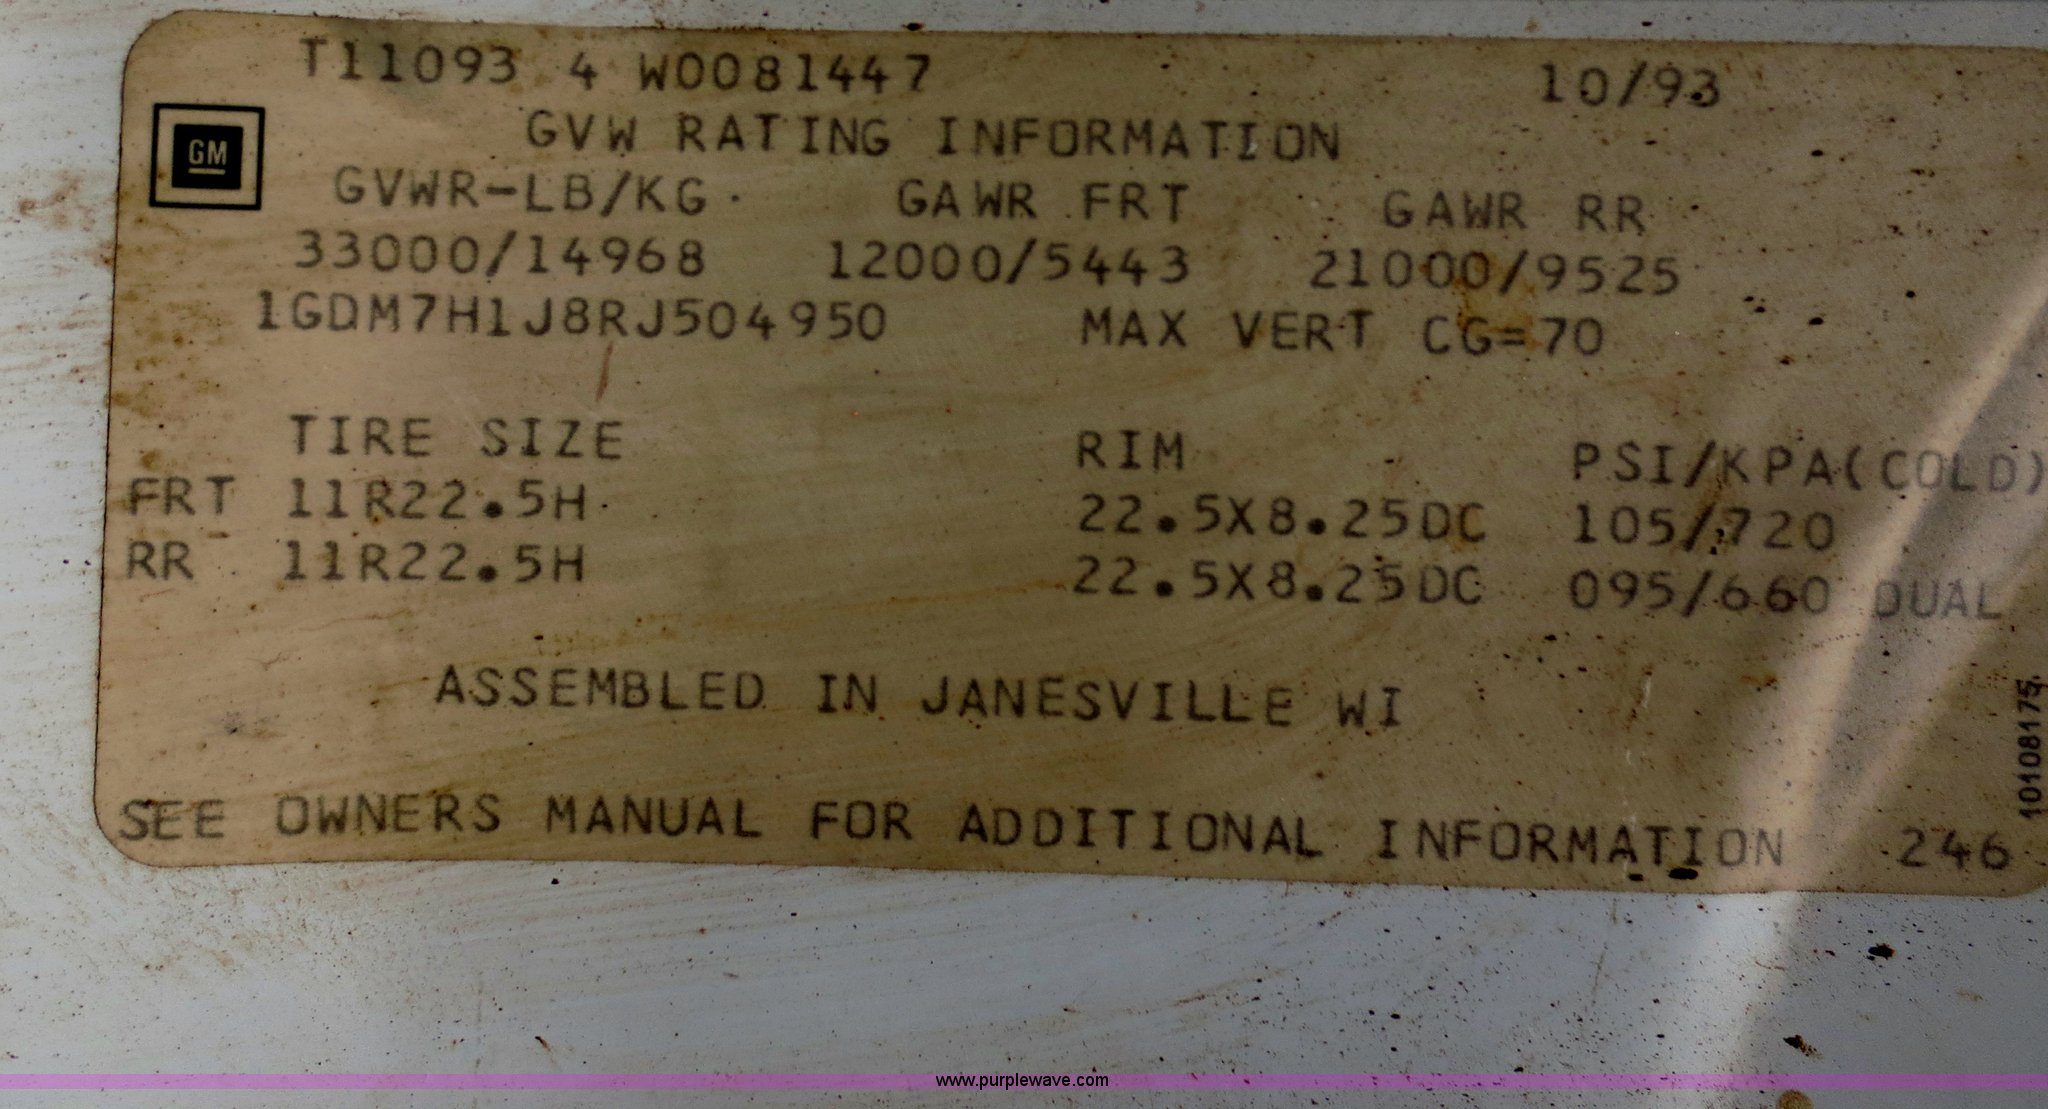 T11093 4 W0081447 10/93
GM
GVW RATING INFORMATION
GVWR-LB/KG GAWR FRT GAWR RR
33000/14968 12000/5443 21000/9525
1GDM7H1J8RJ504950 MAX VERT CG=70
TIRE SIZE RIM PSI/KPA(COLD)
FRT 11R22.5H 22.5X8.25DC 105/720
RR 11R22.5H 22.5X8.25DC 095/660 DUAL
ASSEMBLED IN JANESVILLE WI
10108175
SEE OWNERS MANUAL FOR ADDITIONAL INFORMATION 246
www.purplewave.com